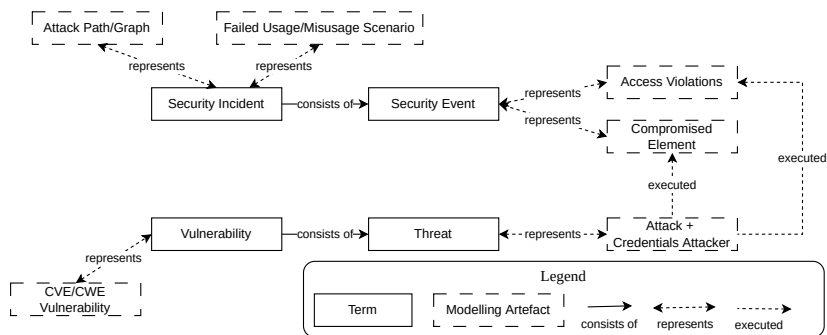 Attack Path/Graph
Failed Usage/Misusage Scenario
represents
represents
Security Incident
consists of
Security Event
represents
Access Violations
represents
Compromised
Element
executed
executed
Vulnerability
consists of
Threat
represents
Attack +
Credentials Attacker
represents
CVE/CWE
Vulnerability
Legend
Term
Modelling Artefact
consists of
represents
executed